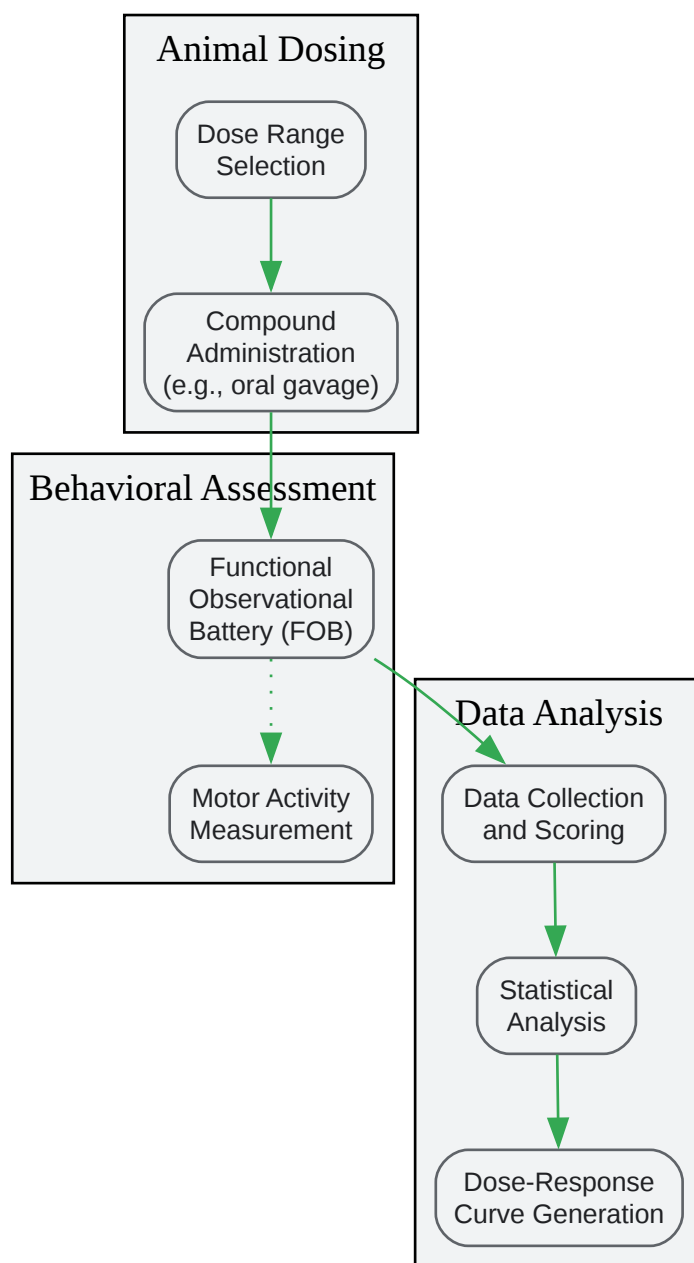 Animal Dosing
Dose Range
Selection
Compound
Administration
(e.g., oral gavage)
Behavioral Assessment
Functional
Observational
Battery (FOB)
Motor Activity
Measurement
Data Analysis
Data Collection
and Scoring
Statistical
Analysis
Dose-Response
Curve Generation